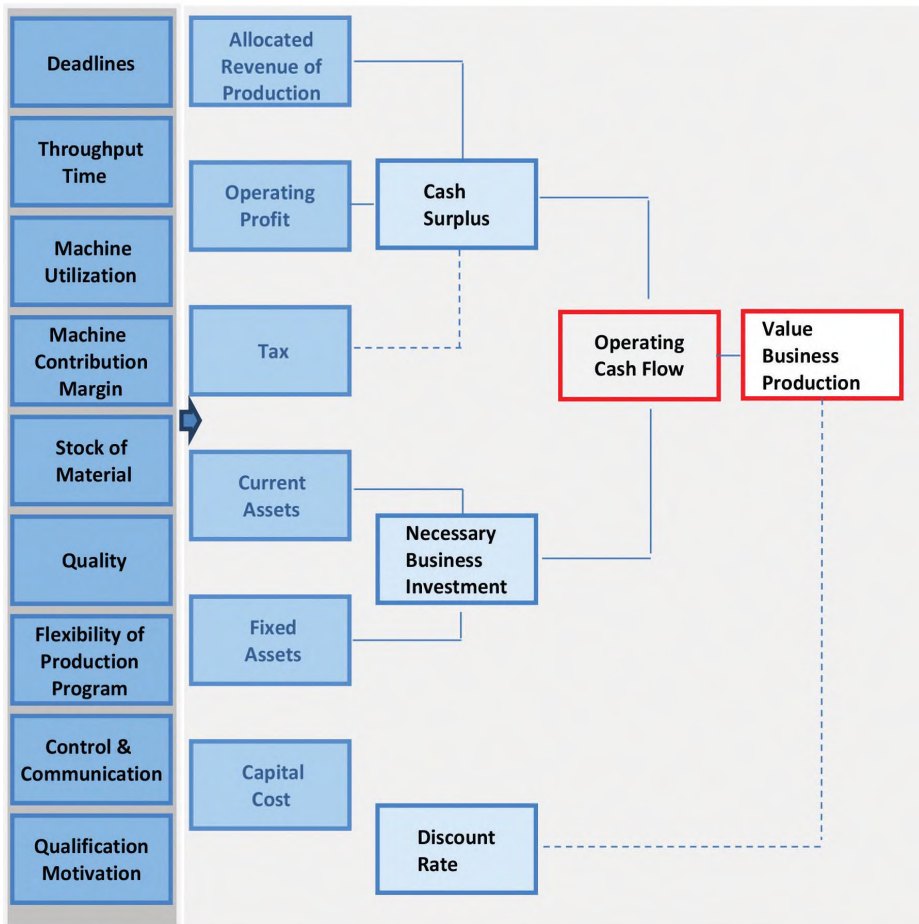 Deadlines
Throughput
Time
Machine
Utilization
Machine
Contribution
Margin
Stock of
Material
Quality
Flexibility of
Production
Program
Control &
Communication
Qualification
Motivation
Allocated
Revenue of
Production
Operating
Profit
Tax
Current
Assets
Fixed
Assets
Capital
Cost
Cash
Surplus
Necessary
Business
Investment
Discount
Rate
Operating
Cash Flow
Value
Business
Production